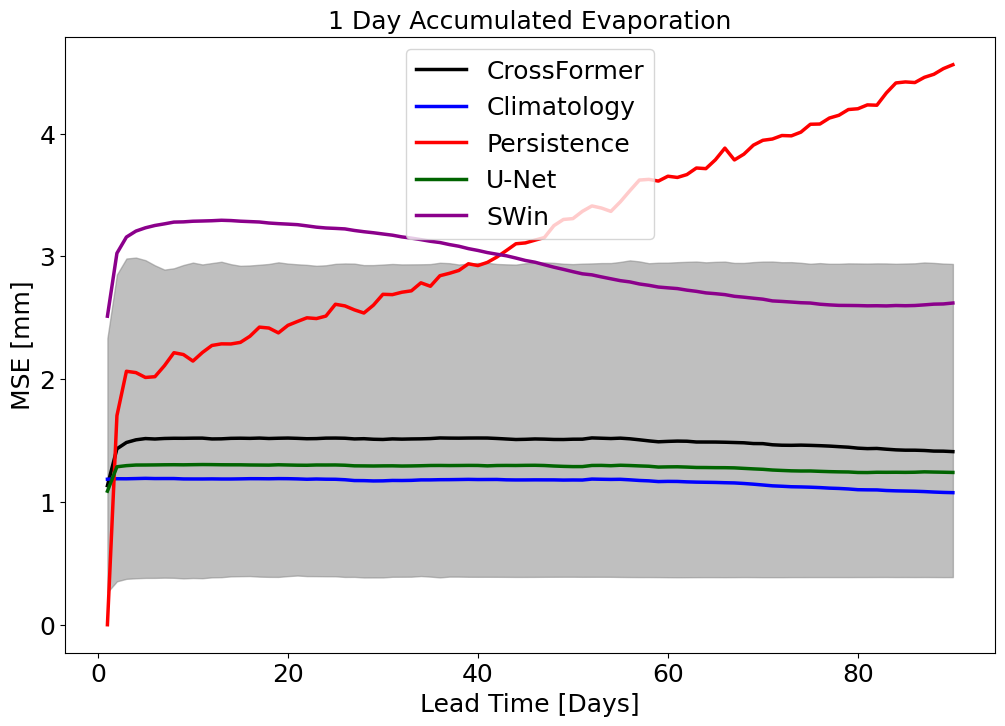 1 Day Accumulated Evaporation
CrossFormer
Climatology
Persistence
U-Net
SWin
MSE [mm]
4
3
2
1
0
0 20 40 60 80
Lead Time [Days]